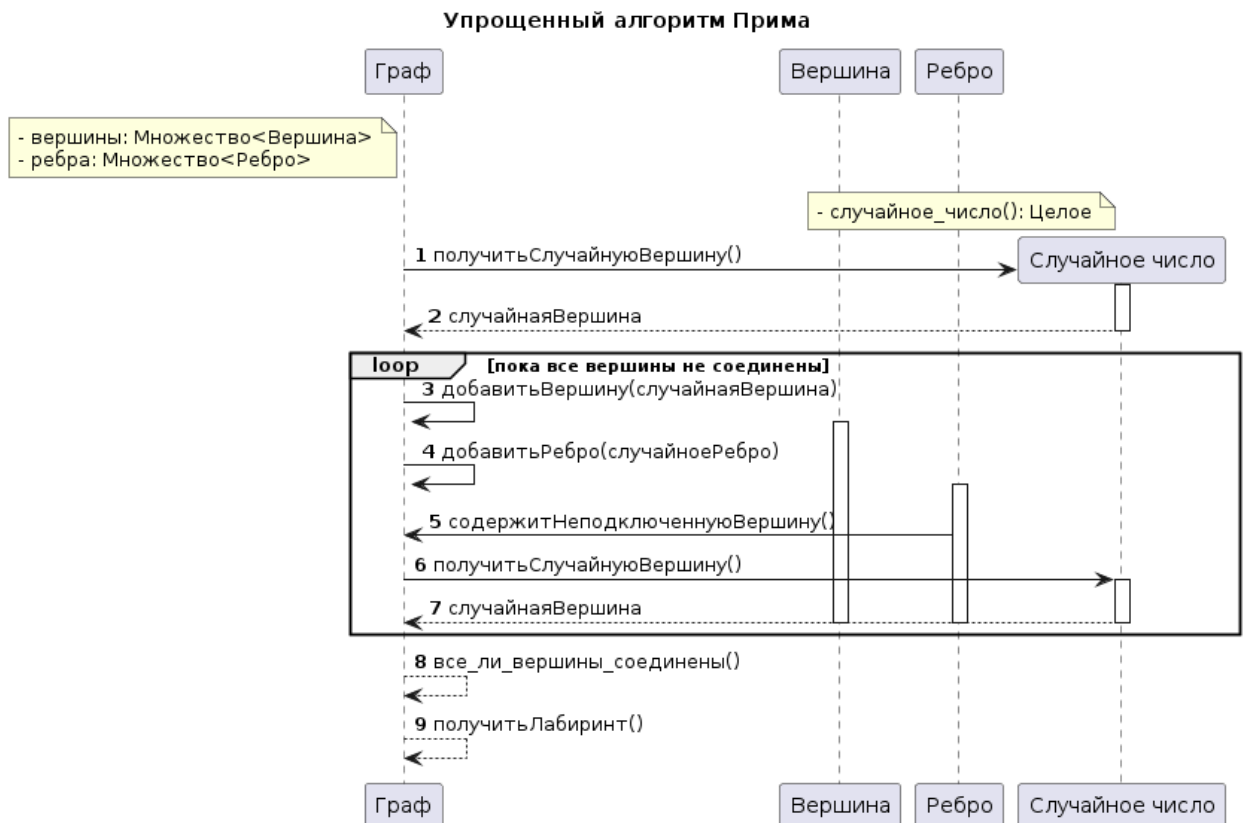 Упрощенный алгоритм Прима
Граф
Вершина
Ребро
- вершины: Множество<Вершина>
- ребра: Множество<Ребро>
- случайное_число(): Целое
1 получитьСлучайнуюВершину()
Случайное число
2 случайнаяВершина
loop [пока все вершины не соединены]
3 добавитьВершину(случайнаяВершина)
4 добавитьРебро(случайноеРебро)
5 содержитНеподключеннуюВершину()
6 получитьСлучайнуюВершину()
7 случайнаяВершина
8 все_ли_вершины_соединены()
9 получитьЛабиринт()
Граф
Вершина
Ребро
Случайное число